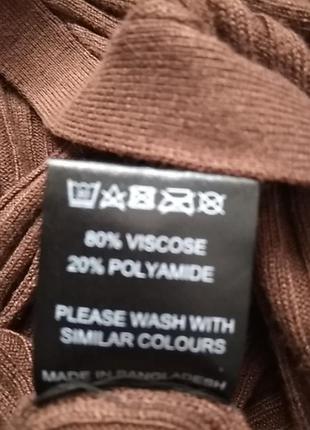 80% VISCOSE
20% POLYAMIDE
PLEASE WASH WITH
SIMILAR COLOURS
MADE IN BANGLADESH